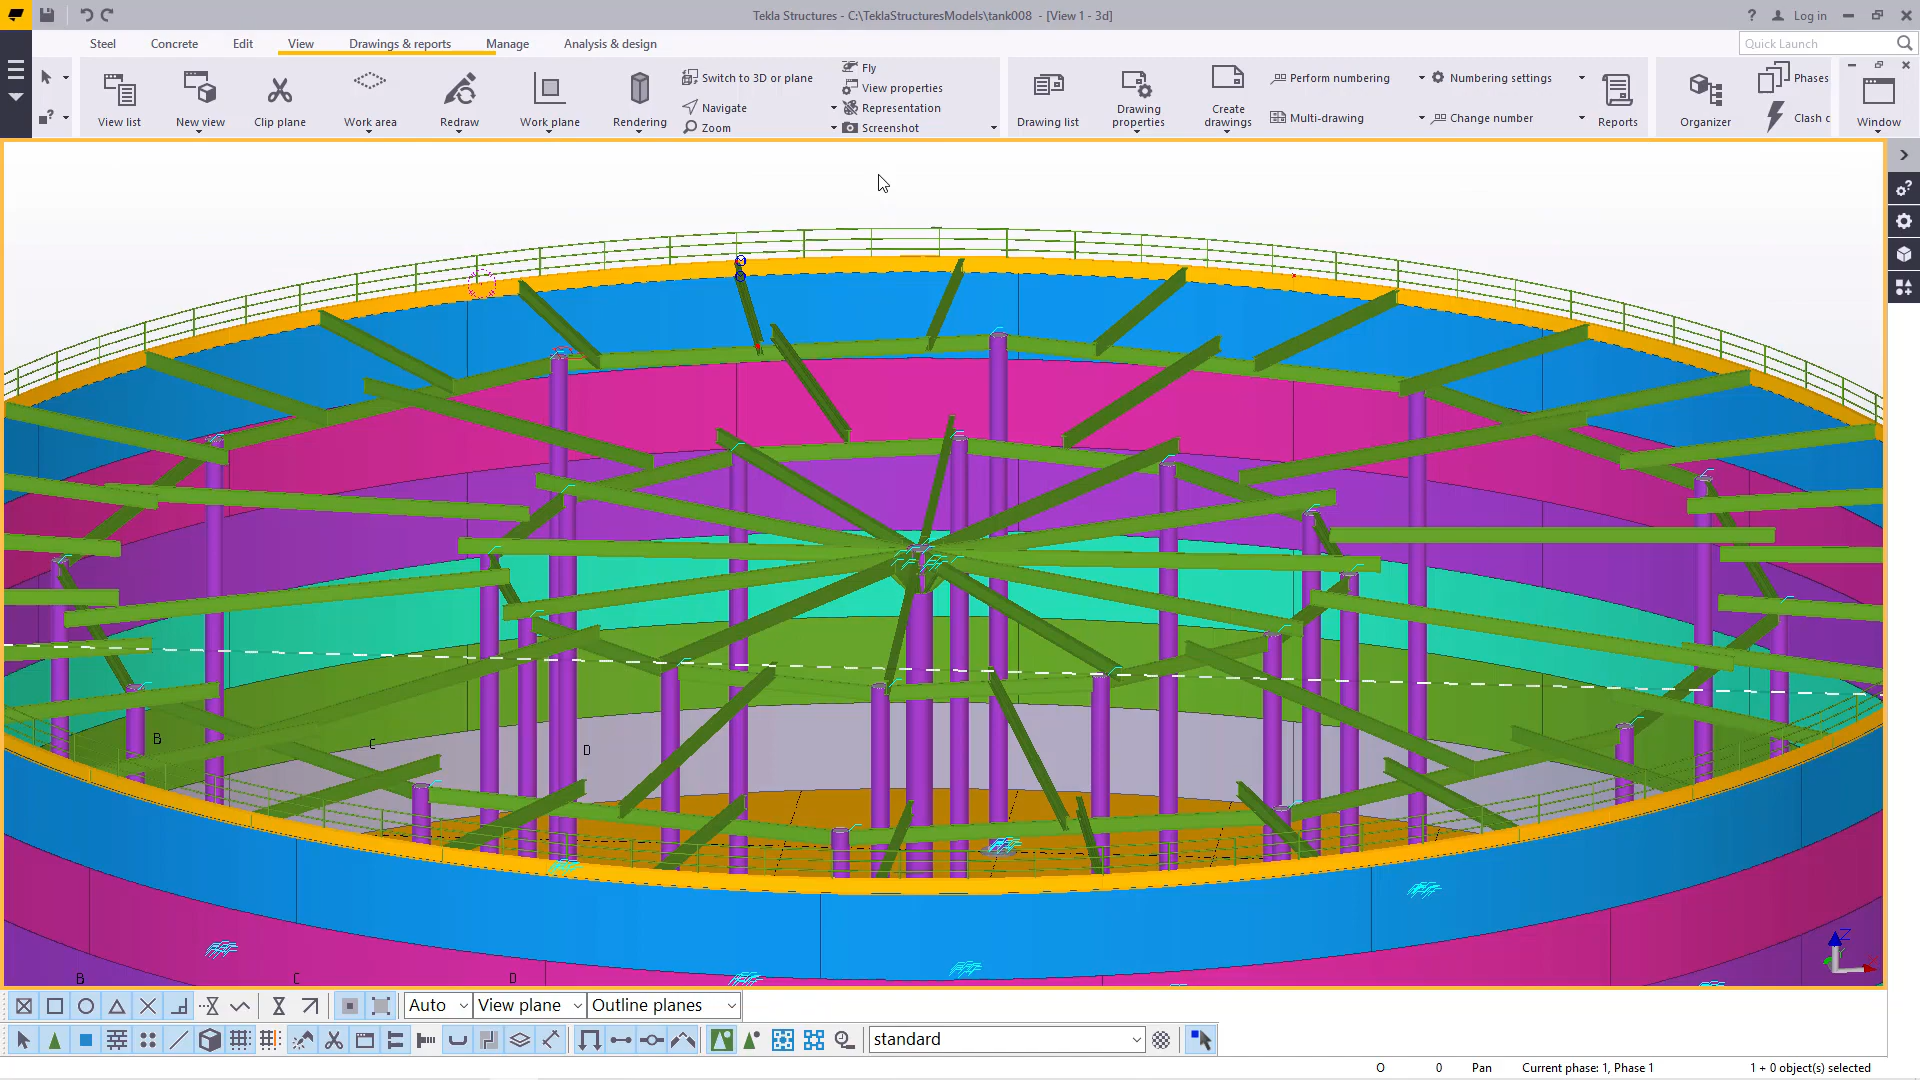 Tekla Structures - C:\TeklaStructuresModels\tank008 - [View 1 - 3d]
? Log in
Steel Concrete Edit View Drawings & reports Manage Analysis & design
Quick Launch
View list
New view
Clip plane
Work area
Redraw
Work plane
Rendering
Switch to 3D or plane
Navigate
Zoom
Fly
View properties
Representation
Screenshot
Drawing list
Drawing
properties
Create
drawings
Perform numbering
Multi-drawing
Numbering settings
Change number
Reports
Organizer
Phases
Clash c
Window
B
C
D
B
C
D
Z
Auto View plane Outline planes
standard
O 0 Pan Current phase: 1, Phase 1 1 + 0 object(s) selected